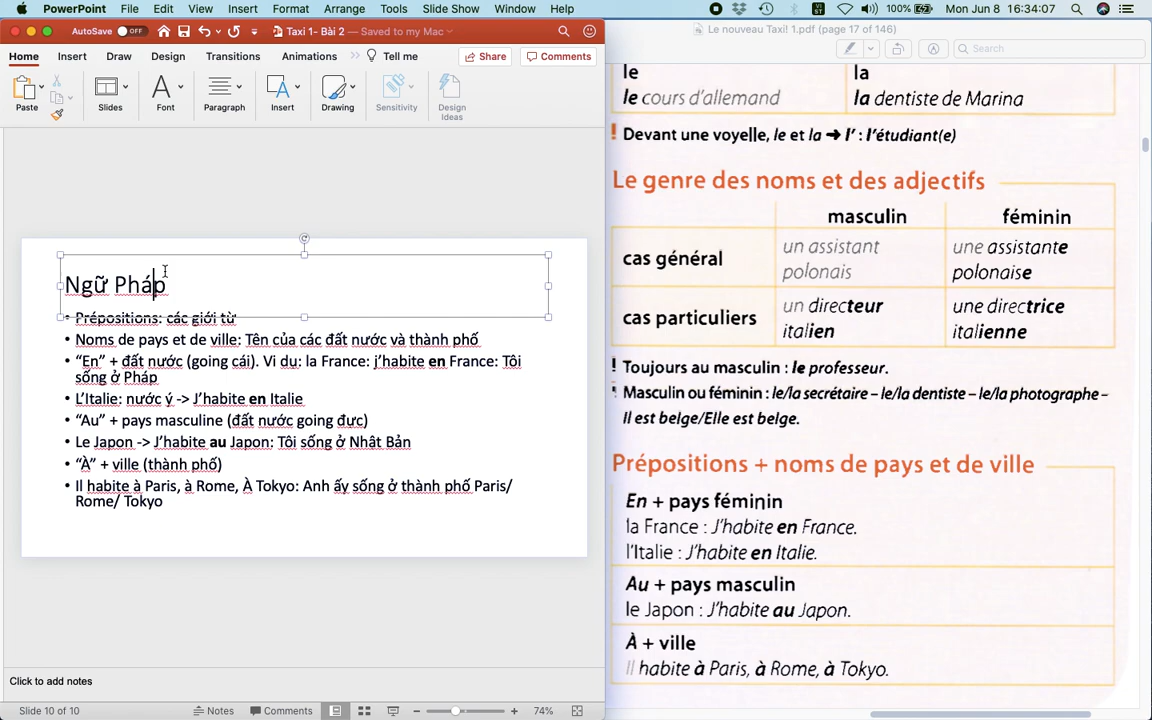 PowerPoint File Edit View Insert Format Arrange Tools Slide Show Window Help 100% Mon Jun 8 16:34:07
AutoSave OFF Taxi 1- Bài 2 — Saved to my Mac
Home Insert Draw Design Transitions Animations Tell me Share Comments
Paste Slides Font Paragraph Insert Drawing Sensitivity Design
Ideas
Ngữ Pháp
• Prépositions: các giới từ
• Noms de pays et de ville: Tên của các đất nước và thành phố
• “En” + đất nước (going cái). Vi dụ: la France: j’habite en France: Tôi
sống ở Pháp
• L’Italie: nước ý -> J’habite en Italie
• “Au” + pays masculine (đất nước going đực)
• Le Japon -> J’habite au Japon: Tôi sống ở Nhật Bản
• “À” + ville (thành phố)
• Il habite à Paris, à Rome, À Tokyo: Anh ấy sống ở thành phố Paris/
Rome/ Tokyo
Click to add notes
Slide 10 of 10 Notes Comments 74%
Le nouveau Taxi! 1.pdf (page 17 of 146)
Search
le la
le cours d’allemand la dentiste de Marina
! Devant une voyelle, le et la → l’ : l’étudiant(e)
Le genre des noms et des adjectifs
masculin féminin
cas général un assistant une assistante
polonais polonaise
cas particuliers un directeur une directrice
italien italienne
! Toujours au masculin : le professeur.
! Masculin ou féminin : le/la secrétaire – le/la dentiste – le/la photographe –
Il est belge/Elle est belge.
Prépositions + noms de pays et de ville
En + pays féminin
la France : J’habite en France.
l’Italie : J’habite en Italie.
Au + pays masculin
le Japon : J’habite au Japon.
À + ville
Il habite à Paris, à Rome, à Tokyo.